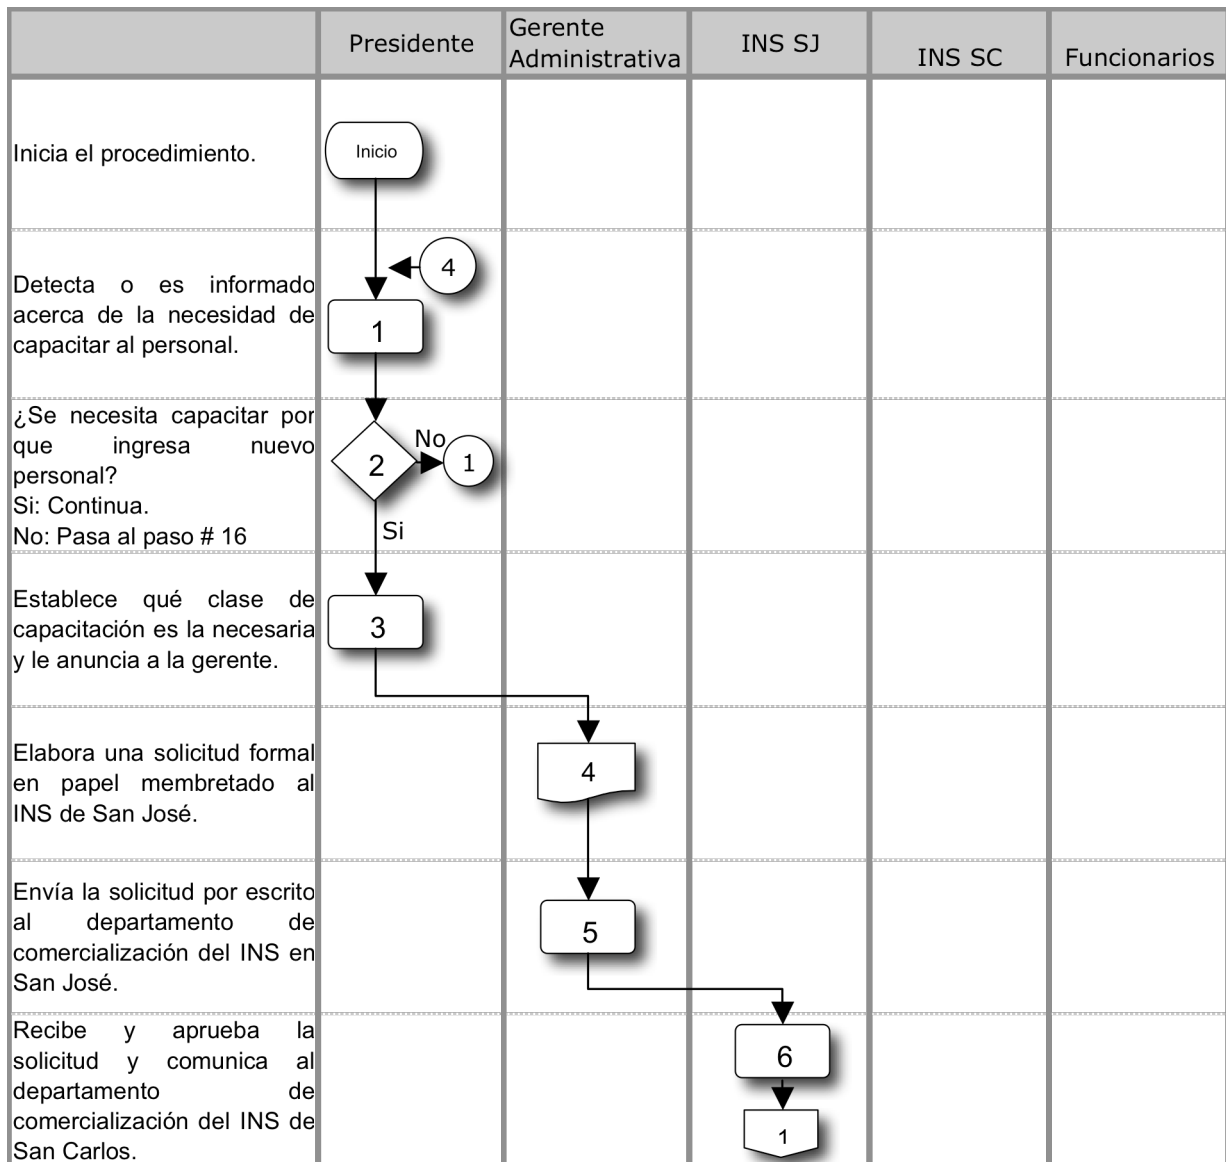 Presidente
Gerente
Administrativa
INS SJ
INS SC
Funcionarios
Inicia el procedimiento.
Inicio
Detecta o es informado
acerca de la necesidad de
capacitar al personal.
4
1
¿Se necesita capacitar por
que ingresa nuevo
personal?
Si: Continua.
No: Pasa al paso # 16
2
No
1
Si
Establece qué clase de
capacitación es la necesaria
y le anuncia a la gerente.
3
Elabora una solicitud formal
en papel membretado al
INS de San José.
4
Envía la solicitud por escrito
al departamento de
comercialización del INS en
San José.
5
Recibe y aprueba la
solicitud y comunica al
departamento de
comercialización del INS de
San Carlos.
6
1